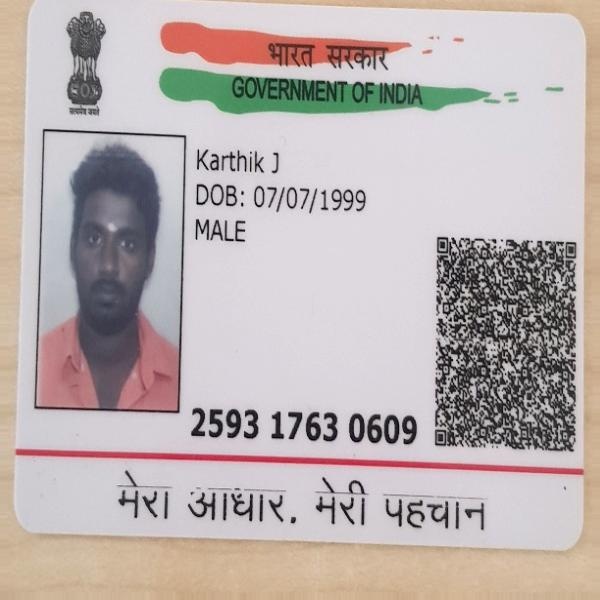 भारत सरकार
GOVERNMENT OF INDIA
सत्यमेव जयते
Karthik J
DOB: 07/07/1999
MALE
2593 1763 0609
मेरा आधार, मेरी पहचान